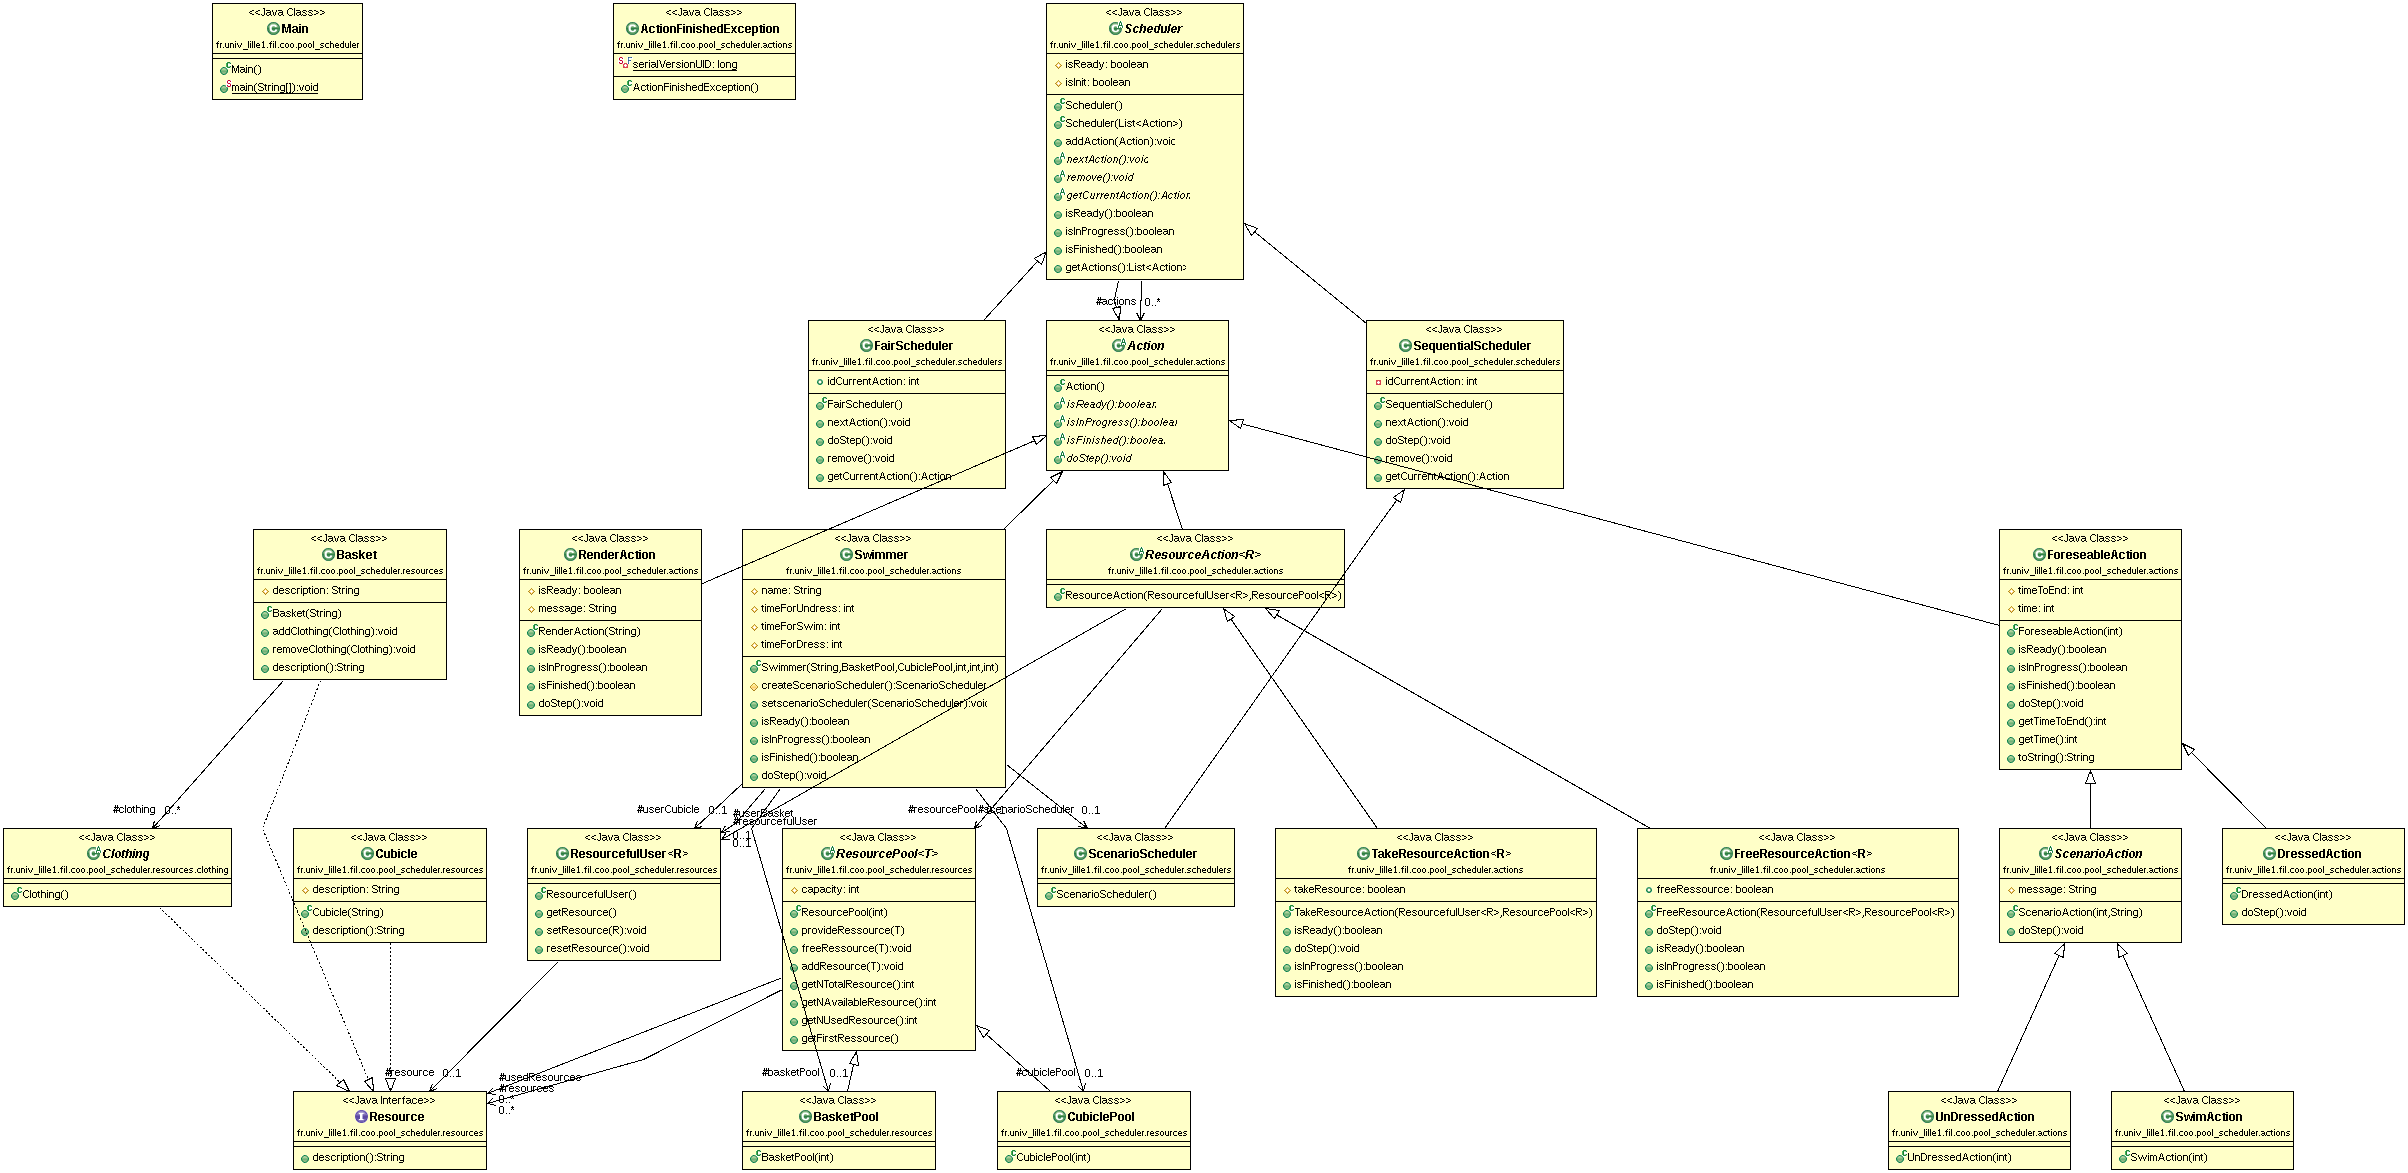 <<Java Class>>
Main
fr.univ_lille1.fil.coo.pool_scheduler
Main()
main(String[]):void
<<Java Class>>
ActionFinishedException
fr.univ_lille1.fil.coo.pool_scheduler.actions
serialVersionUID: long
ActionFinishedException()
<<Java Class>>
Scheduler
fr.univ_lille1.fil.coo.pool_scheduler.schedulers
isReady: boolean
isInit: boolean
Scheduler()
Scheduler(List<Action>)
addAction(Action):void
nextAction():void
remove():void
getCurrentAction():Action
isReady():boolean
isInProgress():boolean
isFinished():boolean
getActions():List<Action>
#actions 0..*
<<Java Class>>
FairScheduler
fr.univ_lille1.fil.coo.pool_scheduler.schedulers
idCurrentAction: int
FairScheduler()
nextAction():void
doStep():void
remove():void
getCurrentAction():Action
<<Java Class>>
Action
fr.univ_lille1.fil.coo.pool_scheduler.actions
Action()
isReady():boolean
isInProgress():boolean
isFinished():boolean
doStep():void
<<Java Class>>
SequentialScheduler
fr.univ_lille1.fil.coo.pool_scheduler.schedulers
idCurrentAction: int
SequentialScheduler()
nextAction():void
doStep():void
remove():void
getCurrentAction():Action
<<Java Class>>
Basket
fr.univ_lille1.fil.coo.pool_scheduler.resources
description: String
Basket(String)
addClothing(Clothing):void
removeClothing(Clothing):void
description():String
<<Java Class>>
RenderAction
fr.univ_lille1.fil.coo.pool_scheduler.actions
isReady: boolean
message: String
RenderAction(String)
isReady():boolean
isInProgress():boolean
isFinished():boolean
doStep():void
<<Java Class>>
Swimmer
fr.univ_lille1.fil.coo.pool_scheduler.actions
name: String
timeForUndress: int
timeForSwim: int
timeForDress: int
Swimmer(String,BasketPool,CubiclePool,int,int,int)
createScenarioScheduler():ScenarioScheduler
setscenarioScheduler(ScenarioScheduler):void
isReady():boolean
isInProgress():boolean
isFinished():boolean
doStep():void
<<Java Class>>
ResourceAction<R>
fr.univ_lille1.fil.coo.pool_scheduler.actions
ResourceAction(ResourcefulUser<R>,ResourcePool<R>)
<<Java Class>>
ForeseableAction
fr.univ_lille1.fil.coo.pool_scheduler.actions
timeToEnd: int
time: int
ForeseableAction(int)
isReady():boolean
isInProgress():boolean
isFinished():boolean
doStep():void
getTimeToEnd():int
getTime():int
toString():String
#clothing 0..*
#userCubicle 0..1
#userBasket
0..1
#resourcefulUser
0..1
#resourcePool 0..1
#scenarioScheduler 0..1
<<Java Class>>
Clothing
fr.univ_lille1.fil.coo.pool_scheduler.resources.clothing
Clothing()
<<Java Class>>
Cubicle
fr.univ_lille1.fil.coo.pool_scheduler.resources
description: String
Cubicle(String)
description():String
<<Java Class>>
ResourcefulUser<R>
fr.univ_lille1.fil.coo.pool_scheduler.resources
ResourcefulUser()
getResource()
setResource(R):void
resetResource():void
<<Java Class>>
ResourcePool<T>
fr.univ_lille1.fil.coo.pool_scheduler.resources
capacity: int
ResourcePool(int)
provideRessource(T)
freeRessource(T):void
addResource(T):void
getNTotalResource():int
getNAvailableResource():int
getNUsedResource():int
getFirstRessource()
<<Java Class>>
ScenarioScheduler
fr.univ_lille1.fil.coo.pool_scheduler.schedulers
ScenarioScheduler()
<<Java Class>>
TakeResourceAction<R>
fr.univ_lille1.fil.coo.pool_scheduler.actions
takeResource: boolean
TakeResourceAction(ResourcefulUser<R>,ResourcePool<R>)
isReady():boolean
doStep():void
isInProgress():boolean
isFinished():boolean
<<Java Class>>
FreeResourceAction<R>
fr.univ_lille1.fil.coo.pool_scheduler.actions
freeRessource: boolean
FreeResourceAction(ResourcefulUser<R>,ResourcePool<R>)
doStep():void
isReady():boolean
isInProgress():boolean
isFinished():boolean
<<Java Class>>
ScenarioAction
fr.univ_lille1.fil.coo.pool_scheduler.actions
message: String
ScenarioAction(int,String)
doStep():void
<<Java Class>>
DressedAction
fr.univ_lille1.fil.coo.pool_scheduler.actions
DressedAction(int)
doStep():void
#resource 0..1
#usedResources
#resources
0..*
0..*
#basketPool 0..1
#cubiclePool 0..1
<<Java Interface>>
Resource
fr.univ_lille1.fil.coo.pool_scheduler.resources
description():String
<<Java Class>>
BasketPool
fr.univ_lille1.fil.coo.pool_scheduler.resources
BasketPool(int)
<<Java Class>>
CubiclePool
fr.univ_lille1.fil.coo.pool_scheduler.resources
CubiclePool(int)
<<Java Class>>
UnDressedAction
fr.univ_lille1.fil.coo.pool_scheduler.actions
UnDressedAction(int)
<<Java Class>>
SwimAction
fr.univ_lille1.fil.coo.pool_scheduler.actions
SwimAction(int)